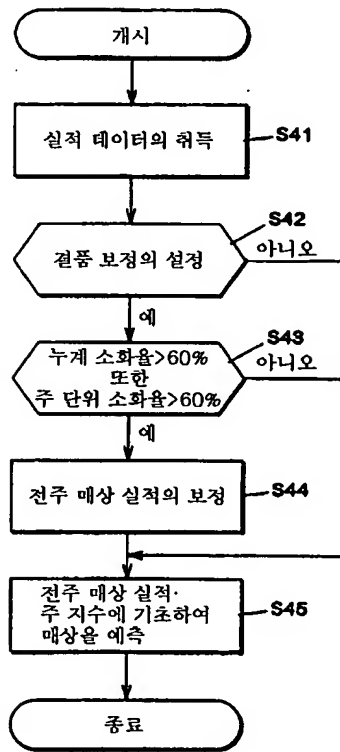 개시
실적 데이터의 취득
S41
S42
결품 보정의 설정
아니오
예
S43
누계 소화율>60%
또한
주 단위 소화율>60%
아니오
예
전주 매상 실적의 보정
S44
전주 매상 실적·
주 지수에 기초하여
매상을 예측
S45
종료